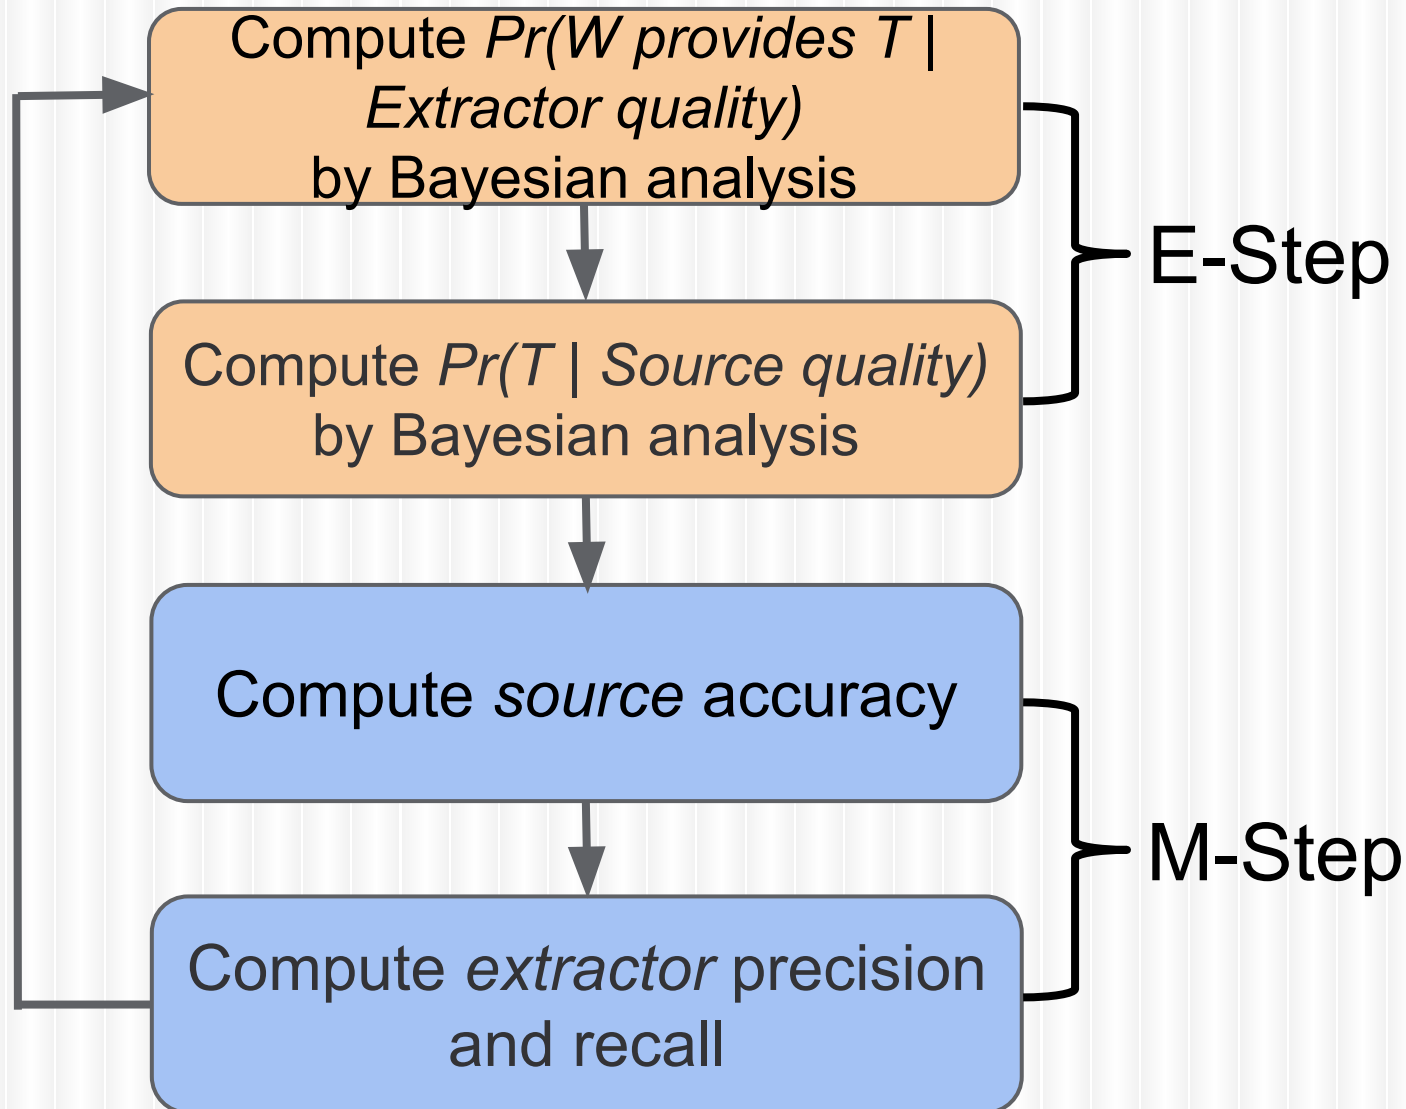 Compute Pr(W provides T |
Extractor quality)
by Bayesian analysis
E-Step
Compute Pr(T | Source quality)
by Bayesian analysis
Compute source accuracy
M-Step
Compute extractor precision
and recall